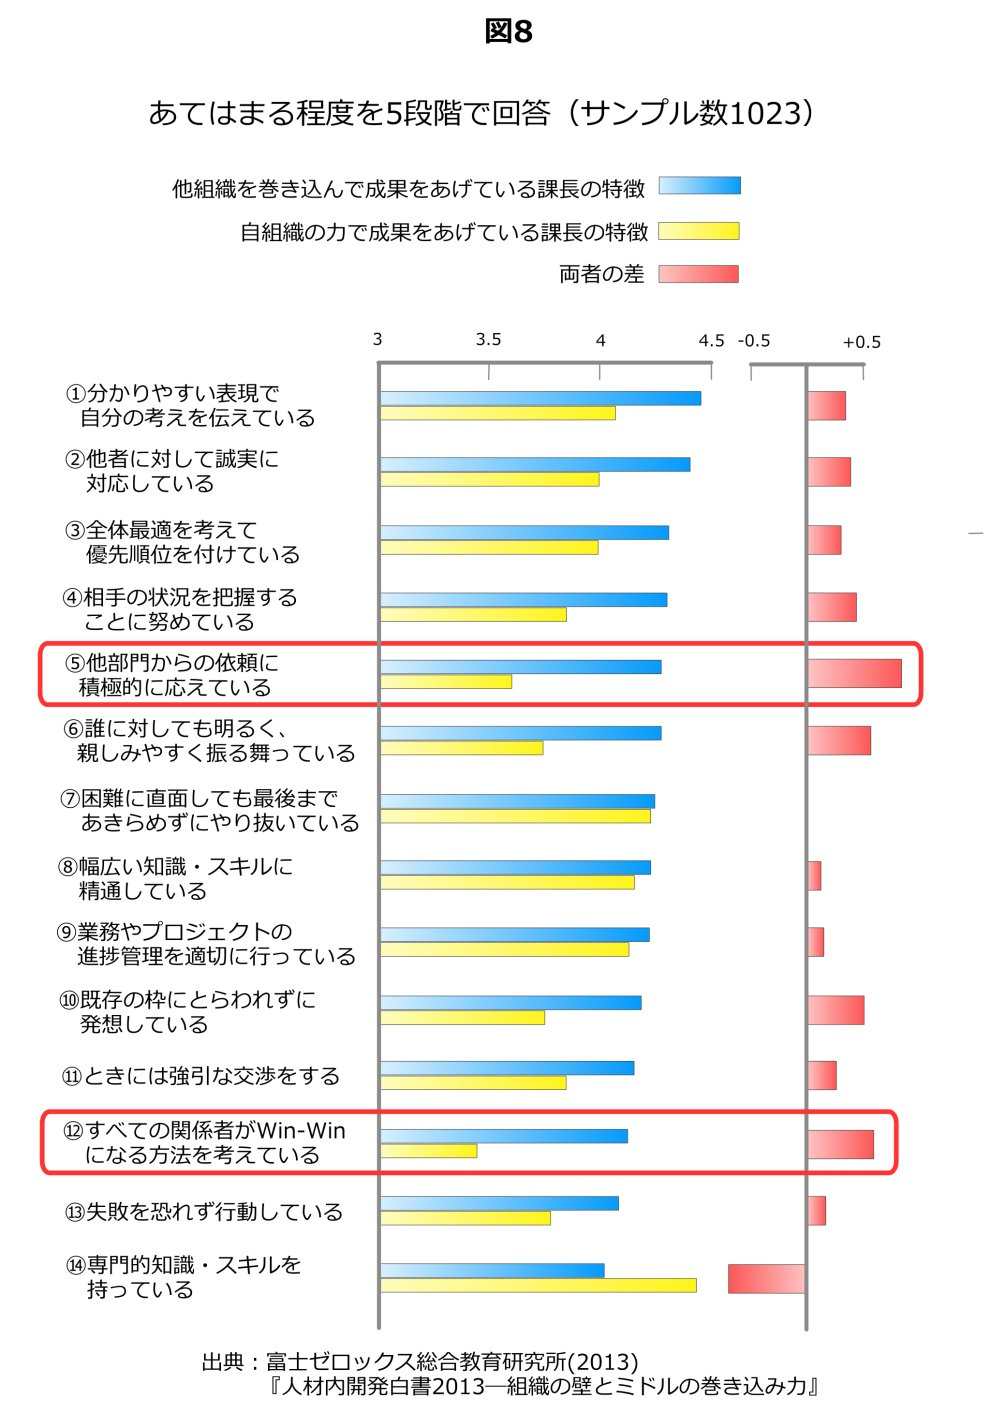 図8
あてはまる程度を5段階で回答（サンプル数1023）
他組織を巻き込んで成果をあげている課長の特徴
自組織の力で成果をあげている課長の特徴
両者の差
3 3.5 4 4.5 -0.5 +0.5
①分かりやすい表現で
自分の考えを伝えている
②他者に対して誠実に
対応している
③全体最適を考えて
優先順位を付けている
④相手の状況を把握する
ことに努めている
⑤他部門からの依頼に
積極的に応えている
⑥誰に対しても明るく、
親しみやすく振る舞っている
⑦困難に直面しても最後まで
あきらめずにやり抜いている
⑧幅広い知識・スキルに
精通している
⑨業務やプロジェクトの
進捗管理を適切に行っている
⑩既存の枠にとらわれずに
発想している
⑪ときには強引な交渉をする
⑫すべての関係者がWin-Win
になる方法を考えている
⑬失敗を恐れず行動している
⑭専門的知識・スキルを
持っている
出典：富士ゼロックス総合教育研究所(2013)
『人材内開発白書2013―組織の壁とミドルの巻き込み力』